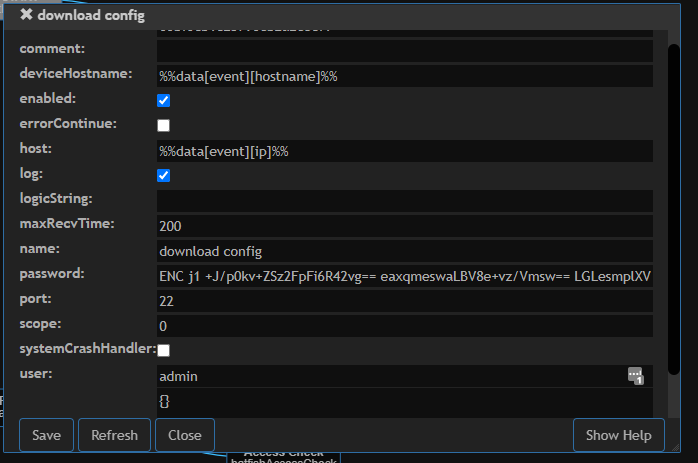 ✖ download config
comment:
deviceHostname: %%data[event][hostname]%%
enabled:
errorContinue:
host: %%data[event][ip]%%
log:
logicString:
maxRecvTime: 200
name: download config
password: ENC j1 +J/p0kv+ZSz2FpFi6R42vg== eaxqmeswaLBV8e+vz/Vmsw== LGLesmplXV
port: 22
scope: 0
systemCrashHandler:
user: admin
1
{}
Save Refresh Close Show Help
Access Check